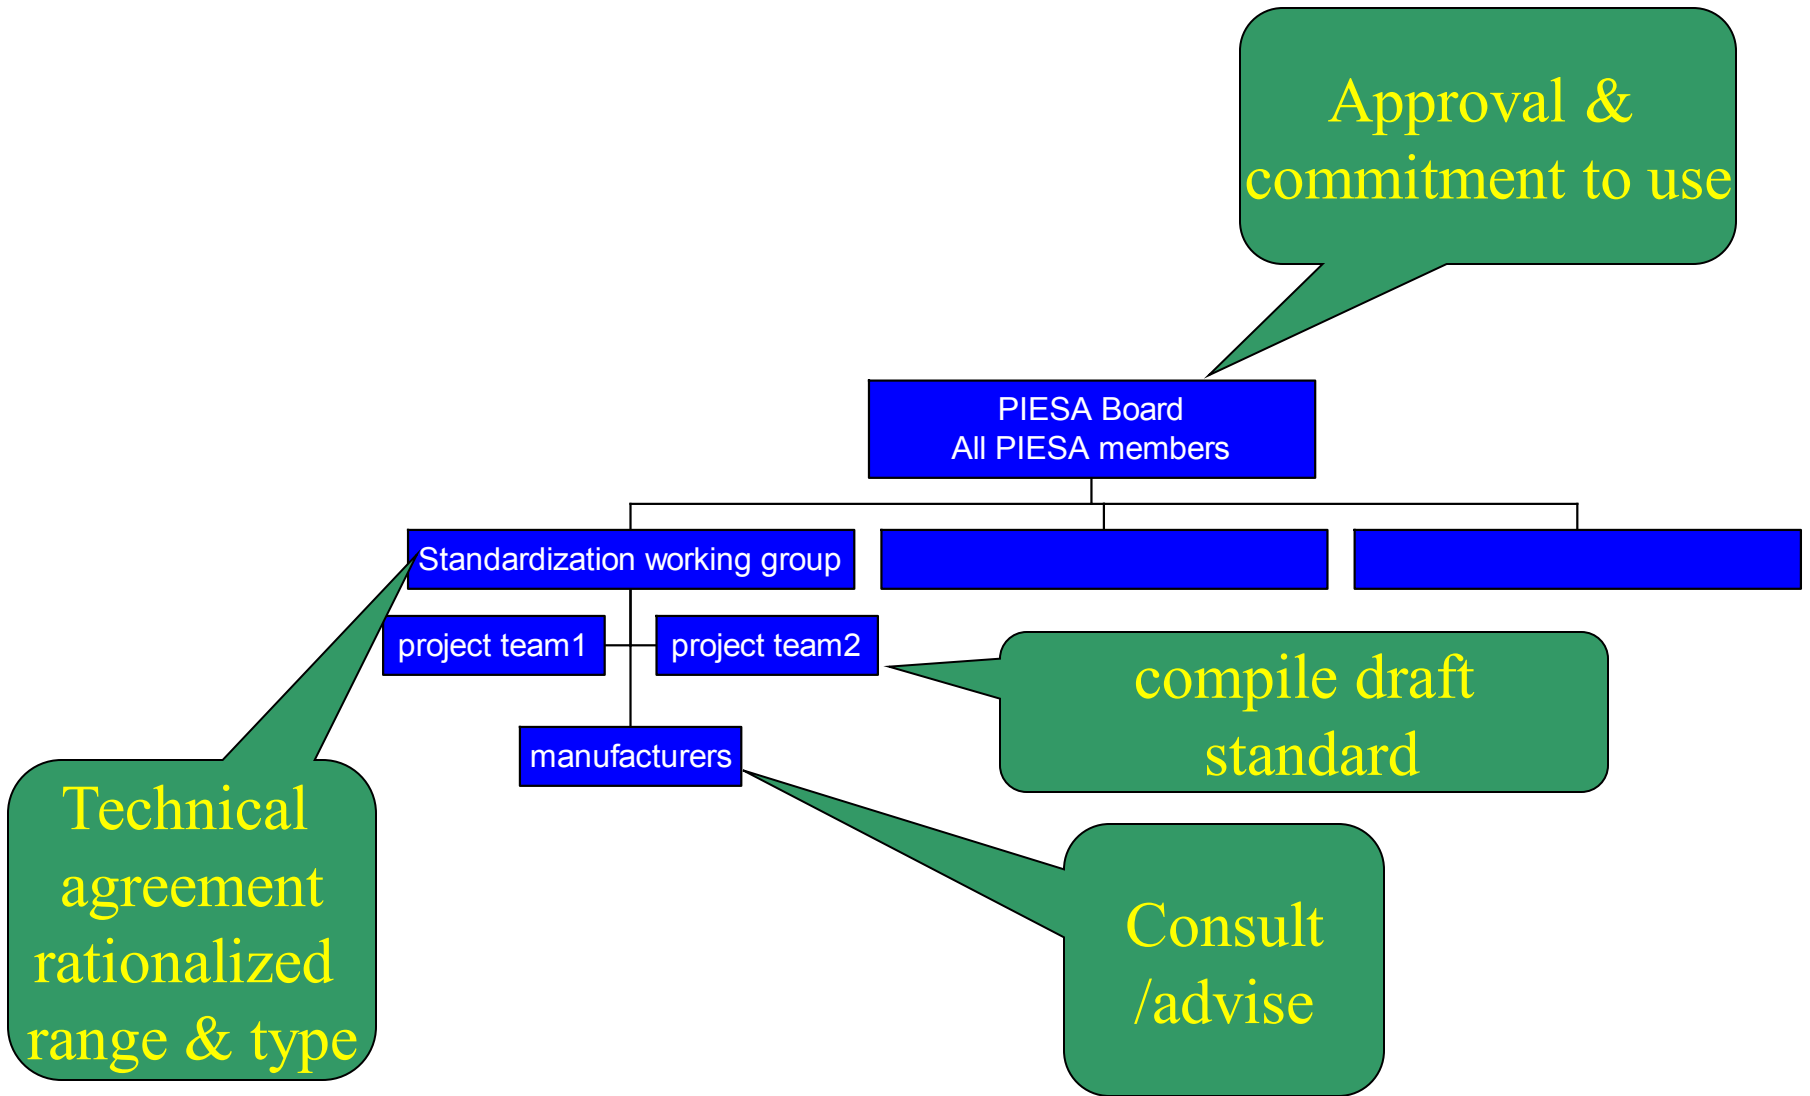 Approval &
commitment to use
PIESA Board
All PIESA members
Standardization working group
project team1
project team2
compile draft
standard
manufacturers
Technical
agreement
rationalized
range & type
Consult
/advise